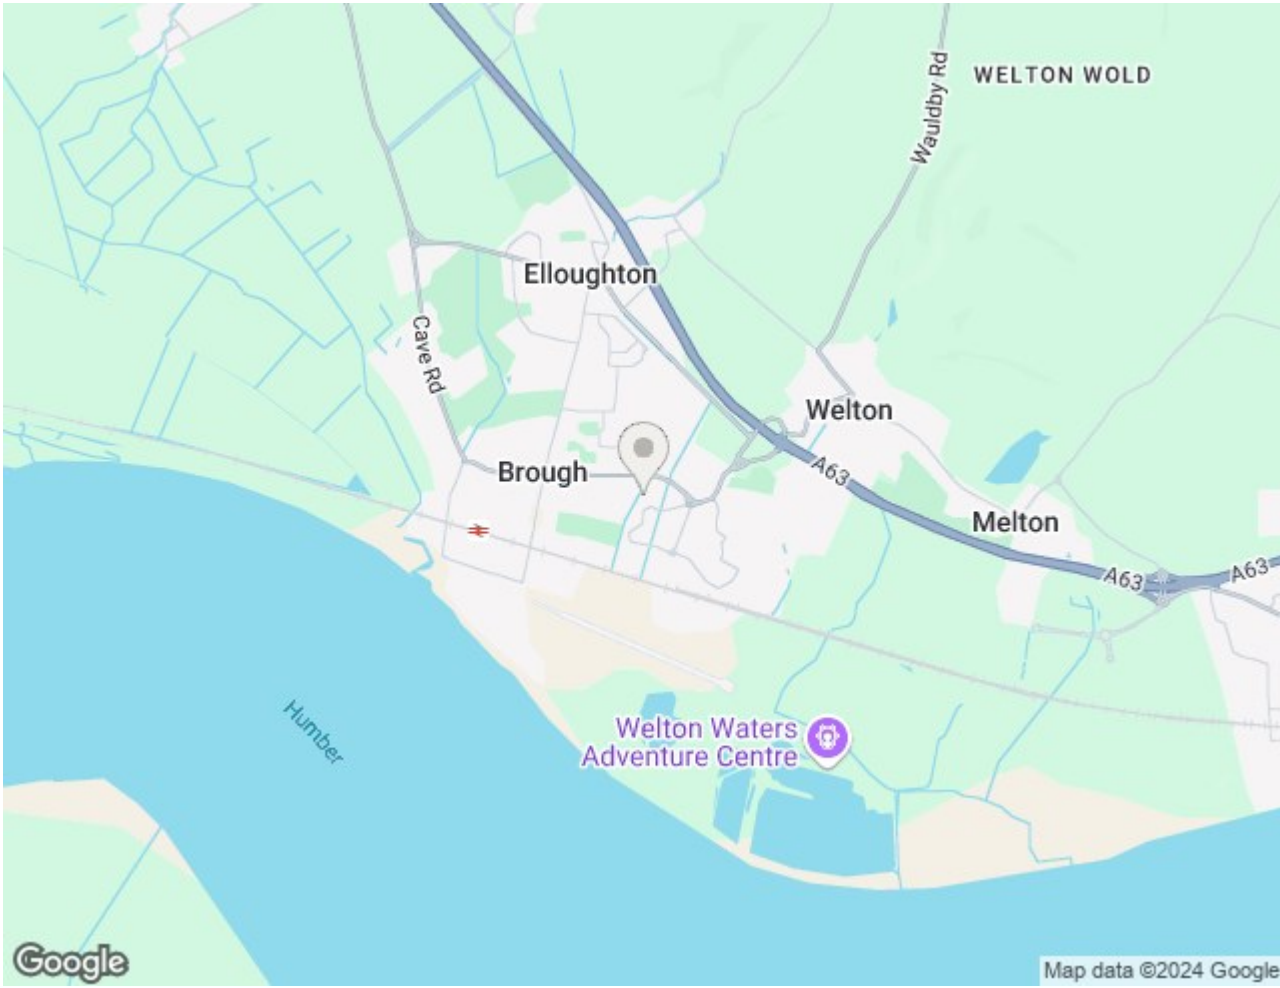 WELTON WOLD
Wauldby Rd
Elloughton
Cave Rd
Welton
Brough
A63
Melton
A63
A63
Humber
Welton Waters
Adventure Centre
Google
Map data ©2024 Google